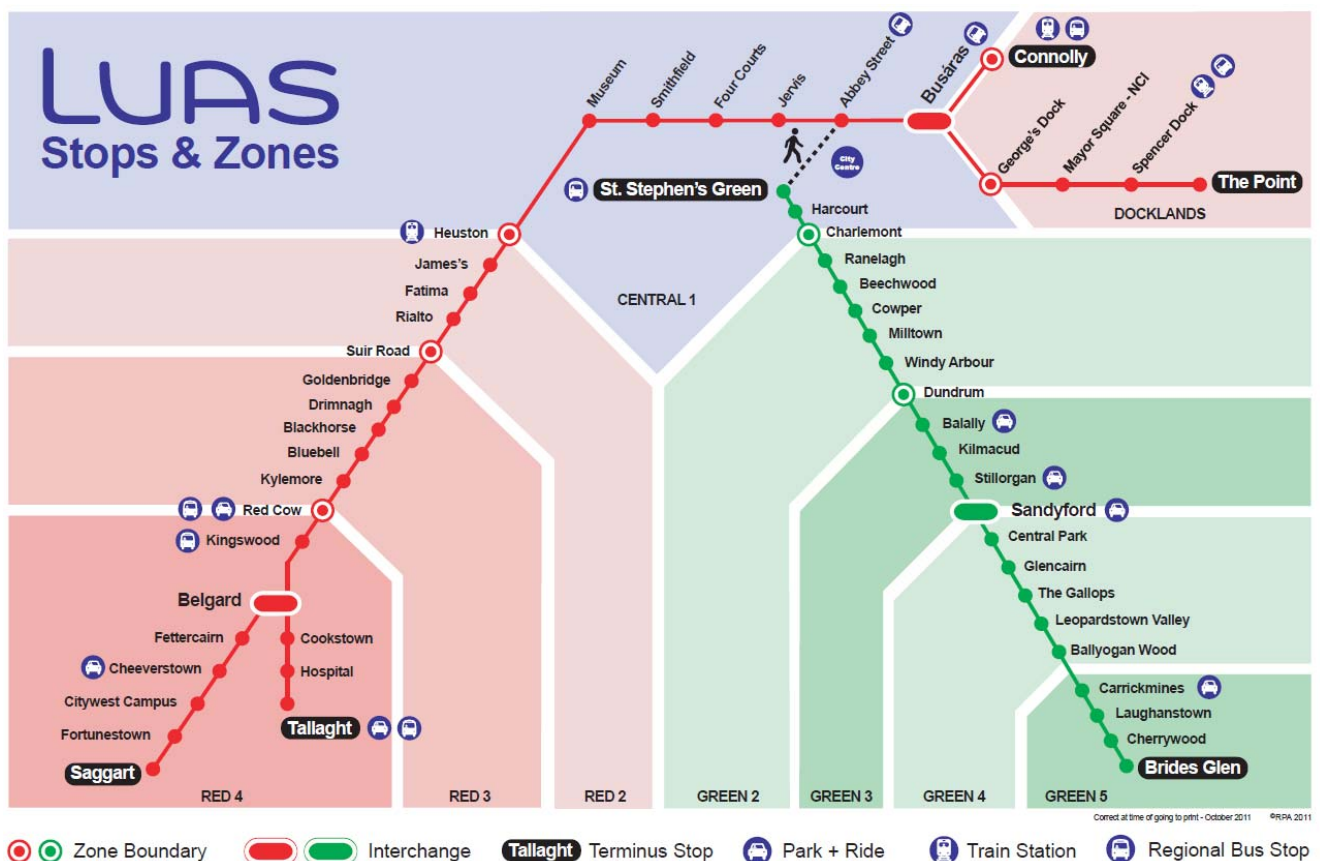 LUAS
Stops & Zones
Museum
Smithfield
Four Courts
Jervis
Abbey Street
Busáras
Connolly
George's Dock
Mayor Square - NCI
Spencer Dock
The Point
DOCKLANDS
City
Centre
St. Stephen's Green
Harcourt
Charlemont
Ranelagh
Beechwood
Cowper
Milltown
Windy Arbour
Dundrum
Balally
Kilmacud
Stillorgan
Sandyford
Central Park
Glencairn
The Gallops
Leopardstown Valley
Ballyogan Wood
Carrickmines
Laughanstown
Cherrywood
Brides Glen
Heuston
James's
Fatima
Rialto
Suir Road
Goldenbridge
Drimnagh
Blackhorse
Bluebell
Kylemore
Red Cow
Kingswood
Belgard
Fettercairn
Cheeverstown
Citywest Campus
Fortunestown
Saggart
Cookstown
Hospital
Tallaght
CENTRAL 1
RED 4
RED 3
RED 2
GREEN 2
GREEN 3
GREEN 4
GREEN 5
Correct at time of going to print - October 2011 ©RPA 2011
Zone Boundary
Interchange
Tallaght Terminus Stop
Park + Ride
Train Station
Regional Bus Stop